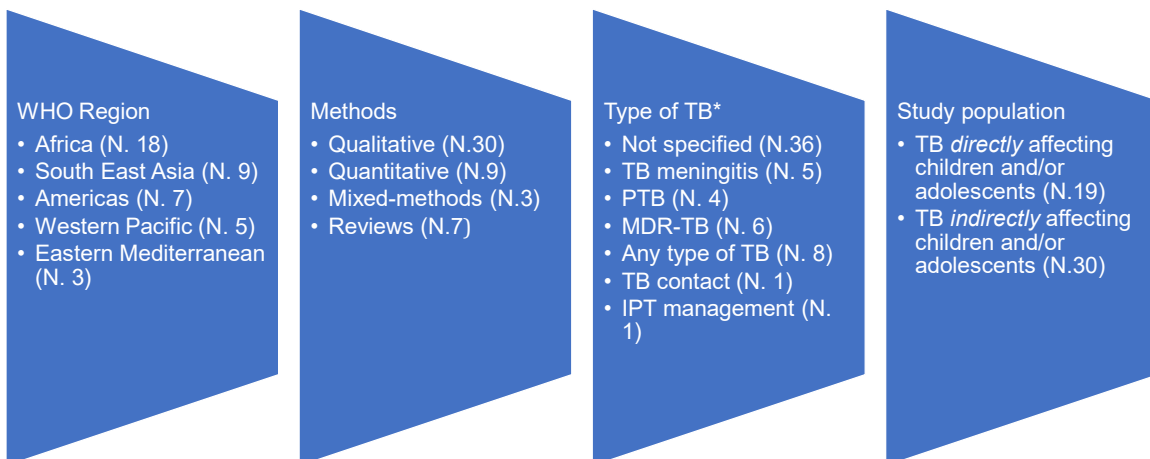 WHO Region
• Africa (N. 18)
• South East Asia (N. 9)
• Americas (N. 7)
• Western Pacific (N. 5)
• Eastern Mediterranean
(N. 3)
Methods
• Qualitative (N.30)
• Quantitative (N.9)
• Mixed-methods (N.3)
• Reviews (N.7)
Type of TB*
• Not specified (N.36)
• TB meningitis (N. 5)
• PTB (N. 4)
• MDR-TB (N. 6)
• Any type of TB (N. 8)
• TB contact (N. 1)
• IPT management (N.
1)
Study population
• TB directly affecting
children and/or
adolescents (N.19)
• TB indirectly affecting
children and/or
adolescents (N.30)